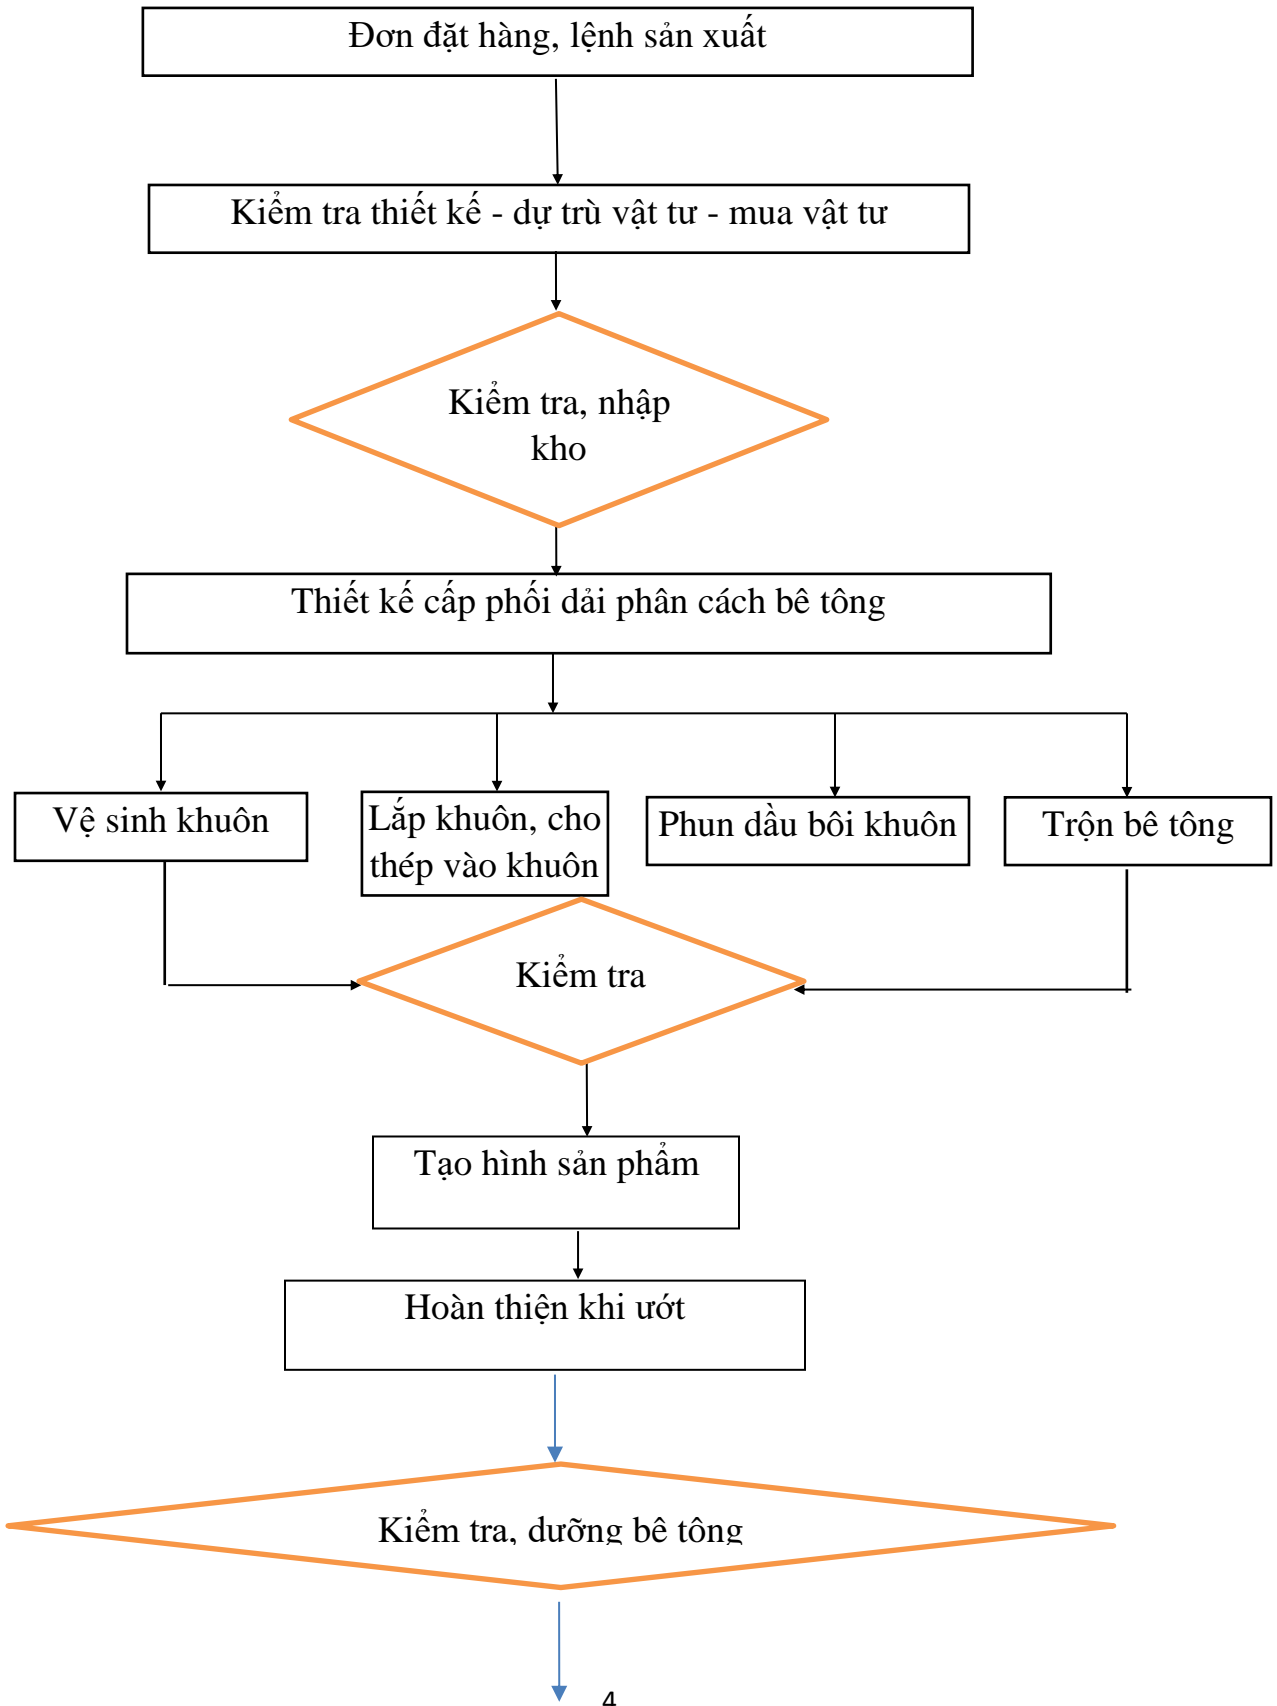 Đơn đặt hàng, lệnh sản xuất
Kiểm tra thiết kế - dự trù vật tư - mua vật tư
Kiểm tra, nhập
kho
Thiết kế cấp phối dải phân cách bê tông
Vệ sinh khuôn
Lắp khuôn, cho
thép vào khuôn
Phun dầu bôi khuôn
Trộn bê tông
Kiểm tra
Tạo hình sản phẩm
Hoàn thiện khi ướt
Kiểm tra, dưỡng bê tông
4